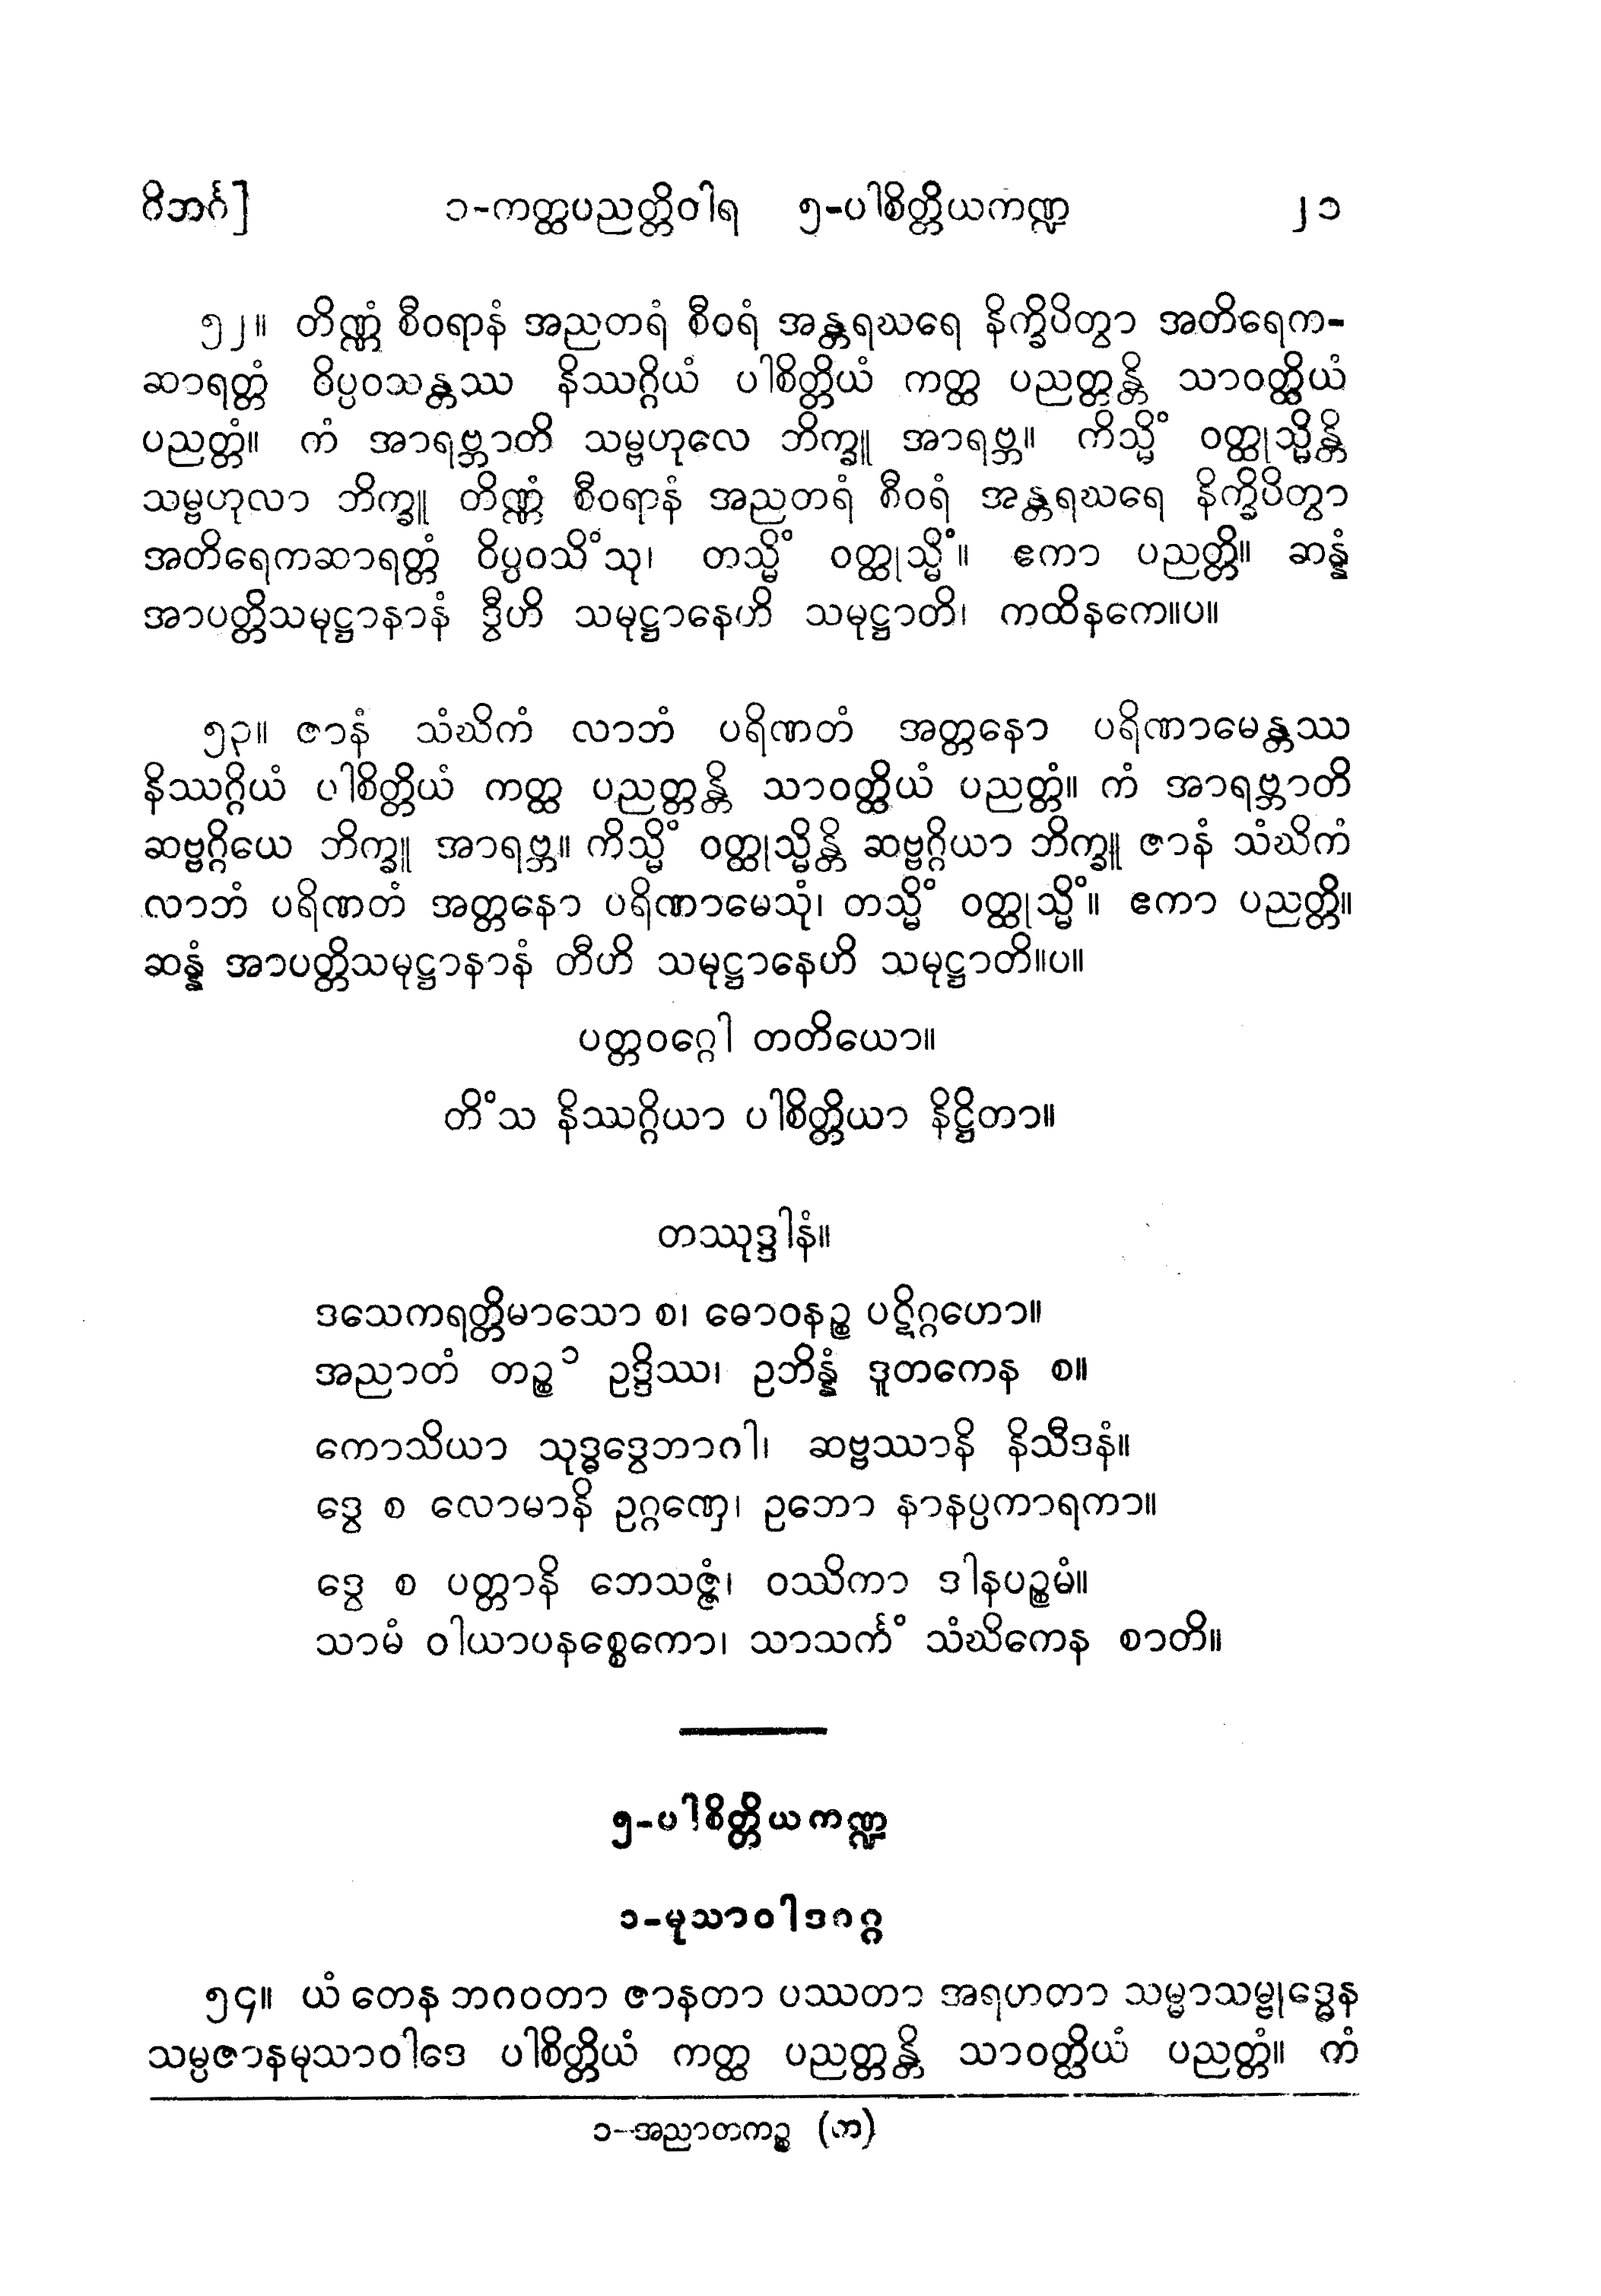 ဝိဘင်္ဂ] ၁-ကတ္ထပညတ္တိဝါရ ၅-ပါစိတ္တိယကဏ္ဍ ၂၁
၅၂။ တိဏ္ဏံ စီဝရာနံ အညတရံ စီဝရံ အန္တရဃရေ နိက္ခိပိတွာ အတိရေက-
ဆာရတ္တံ ဝိပ္ပဝသန္တဿ နိဿဂ္ဂိယံ ပါစိတ္တိယံ ကတ္ထ ပညတ္တန္တိ သာဝတ္ထိယံ
ပညတ္တံ။ ကံ အာရဗ္ဘာတိ သမ္ဗဟုလေ ဘိက္ခူ အာရဗ္ဘ။ ကိသ္မိံ ဝတ္ထုသ္မိန္တိ
သမ္ဗဟုလာ ဘိက္ခူ တိဏ္ဏံ စီဝရာနံ အညတရံ စီဝရံ အန္တရဃရေ နိက္ခိပိတွာ
အတိရေကဆာရတ္တံ ဝိပ္ပဝသိံသု၊ တသ္မိံ ဝတ္ထုသ္မိံ။ ဧကာ ပညတ္တိ။ ဆန္နံ
အာပတ္တိသမုဋ္ဌာနာနံ ဒွီဟိ သမုဋ္ဌာနေဟိ သမုဋ္ဌာတိ၊ ကထိနကေ။ပ။
၅၃။ ဇာနံ သံဃိကံ လာဘံ ပရိဏတံ အတ္တနော ပရိဏာမေန္တဿ
နိဿဂ္ဂိယံ ပါစိတ္တိယံ ကတ္ထ ပညတ္တန္တိ သာဝတ္ထိယံ ပညတ္တံ။ ကံ အာရဗ္ဘာတိ
ဆဗ္ဗဂ္ဂိယေ ဘိက္ခူ အာရဗ္ဘ။ ကိသ္မိံ ဝတ္ထုသ္မိန္တိ ဆဗ္ဗဂ္ဂိယာ ဘိက္ခူ ဇာနံ သံဃိကံ
လာဘံ ပရိဏတံ အတ္တနော ပရိဏာမေသုံ၊ တသ္မိံ ဝတ္ထုသ္မိံ။ ဧကာ ပညတ္တိ။
ဆန္နံ အာပတ္တိသမုဋ္ဌာနာနံ တီဟိ သမုဋ္ဌာနေဟိ သမုဋ္ဌာတိ။ပ။
ပတ္တဝဂ္ဂေါ တတိယော။
တိံသ နိဿဂ္ဂိယာ ပါစိတ္တိယာ နိဋ္ဌိတာ။
တဿုဒ္ဒါနံ။
ဒသေကရတ္တိမာသော စ၊ ဓောဝနဉ္စ ပဋိဂ္ဂဟော။
အညာတံ တဉ္စ ၁ ဥဒ္ဒိဿ၊ ဥဘိန္နံ ဒူတကေန စ။
ကောသိယာ သုဒ္ဓဒွေဘာဂါ၊ ဆဗ္ဗဿာနိ နိသီဒနံ။
ဒွေ စ လောမာနိ ဥဂ္ဂဏှေ၊ ဥဘော နာနပ္ပကာရကာ။
ဒွေ စ ပတ္တာနိ ဘေသဇ္ဇံ၊ ဝဿိကာ ဒါနပဉ္စမံ။
သာမံ ဝါယာပနစ္စေကော၊ သာသင်္ကံ သံဃိကေန စာတိ။
၅-ပါစိတ္တိယကဏ္ဍ
၁-မုသာဝါဒဂဂ္ဂ
၅၄။ ယံ တေန ဘဂဝတာ ဇာနတာ ပဿတာ အရဟတာ သမ္မာသမ္ဗုဒ္ဓေန
သမ္ပဇာနမုသာဝါဒေ ပါစိတ္တိယံ ကတ္ထ ပညတ္တန္တိ သာဝတ္ထိယံ ပညတ္တံ။ ကံ
၁-အညာတကဉ္စ (က)